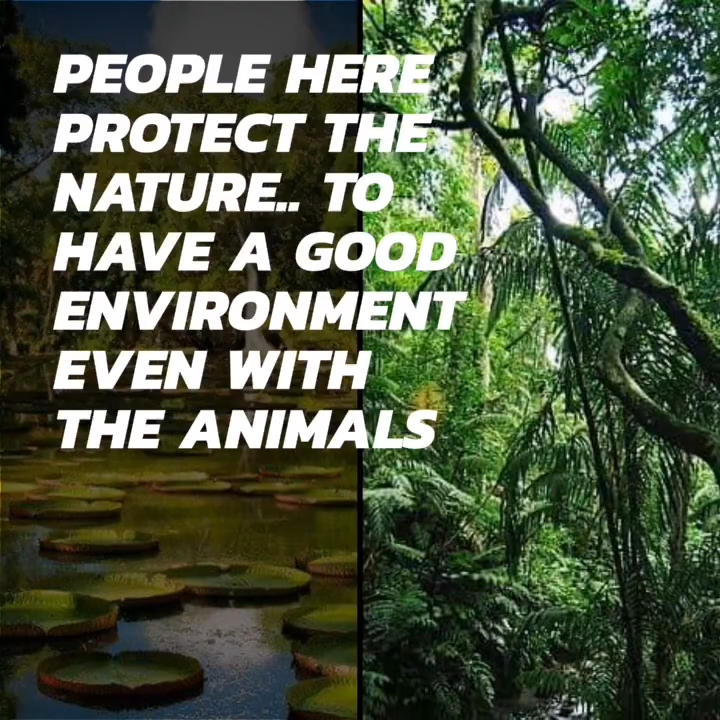 PEOPLE HERE
PROTECT THE
NATURE.. TO
HAVE A GOOD
ENVIRONMENT
EVEN WITH
THE ANIMALS